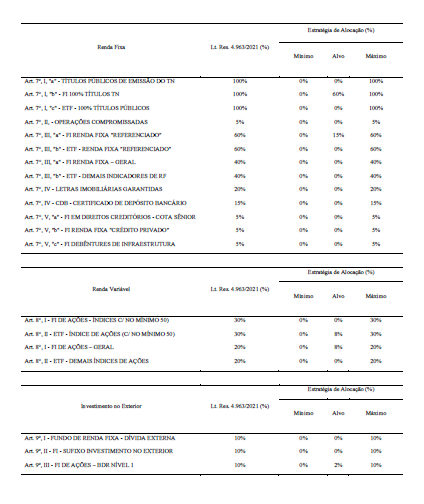 Estratégia de Alocação (%)
Renda Fixa Lt. Res. 4.963/2021 (%)
Mínimo Alvo Máximo
Art. 7º, I, "a" - TÍTULOS PÚBLICOS DE EMISSÃO DO TN 100% 0% 0% 100%
Art. 7º, I, "b" - FI 100% TÍTULOS TN 100% 0% 60% 100%
Art. 7º, I, "c" - ETF - 100% TÍTULOS PÚBLICOS 100% 0% 0% 100%
Art. 7º, II, - OPERAÇÕES COMPROMISSADAS 5% 0% 0% 5%
Art. 7º, III, "a" - FI RENDA FIXA "REFERENCIADO" 60% 0% 15% 60%
Art. 7º, III, "b" - ETF - RENDA FIXA "REFERENCIADO" 60% 0% 0% 60%
Art. 7º, III, "a" - FI RENDA FIXA – GERAL 40% 0% 0% 40%
Art. 7º, III, "b" - ETF - DEMAIS INDICADORES DE RF 40% 0% 0% 40%
Art. 7º, IV - LETRAS IMOBILIÁRIAS GARANTIDAS 20% 0% 0% 20%
Art. 7º, IV - CDB - CERTIFICADO DE DEPÓSITO BANCÁRIO 15% 0% 0% 15%
Art. 7º, V, "a" - FI EM DIREITOS CREDITÓRIOS - COTA SÊNIOR 5% 0% 0% 5%
Art. 7º, V, "b" - FI RENDA FIXA "CRÉDITO PRIVADO" 5% 0% 0% 5%
Art. 7º, V, "c" - FI DEBÊNTURES DE INFRAESTRUTURA 5% 0% 0% 5%
Estratégia de Alocação (%)
Renda Variável Lt. Res. 4.963/2021 (%)
Mínimo Alvo Máximo
Art. 8º, I - FI DE AÇÕES - ÍNDICES C/ NO MÍNIMO 50) 30% 0% 0% 30%
Art. 8º, II - ETF - ÍNDICE DE AÇÕES (C/ NO MÍNIMO 50) 30% 0% 8% 30%
Art. 8º, I - FI DE AÇÕES – GERAL 20% 0% 8% 20%
Art. 8º, II - ETF - DEMAIS ÍNDICES DE AÇÕES 20% 0% 0% 20%
Estratégia de Alocação (%)
Investimento no Exterior Lt. Res. 4.963/2021 (%)
Mínimo Alvo Máximo
Art. 9º, I - FUNDO DE RENDA FIXA - DÍVIDA EXTERNA 10% 0% 0% 10%
Art. 9º, II - FI - SUFIXO INVESTIMENTO NO EXTERIOR 10% 0% 0% 10%
Art. 9º, III - FI DE AÇÕES – BDR NÍVEL 1 10% 0% 2% 10%